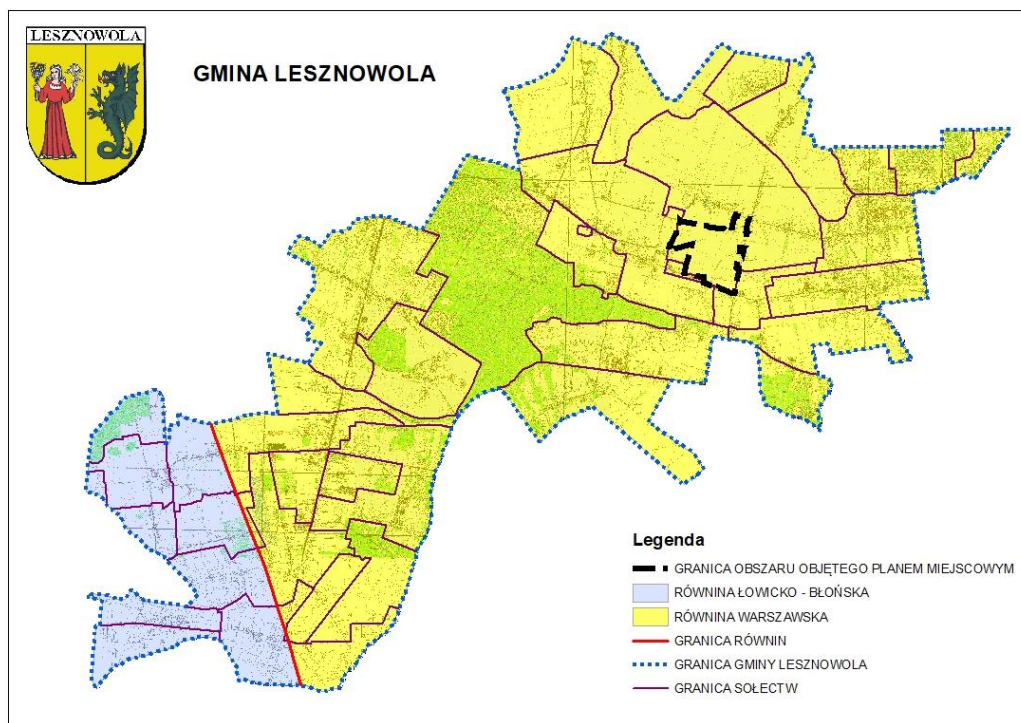 LESZNOWOLA
GMINA LESZNOWOLA
Legenda
GRANICA OBSZARU OBJĘTEGO PLANEM MIEJSCOWYM
RÓWNINA ŁOWICKO - BŁOŃSKA
RÓWNINA WARSZAWSKA
GRANICA RÓWNIN
GRANICA GMINY LESZNOWOLA
GRANICA SOŁECTW